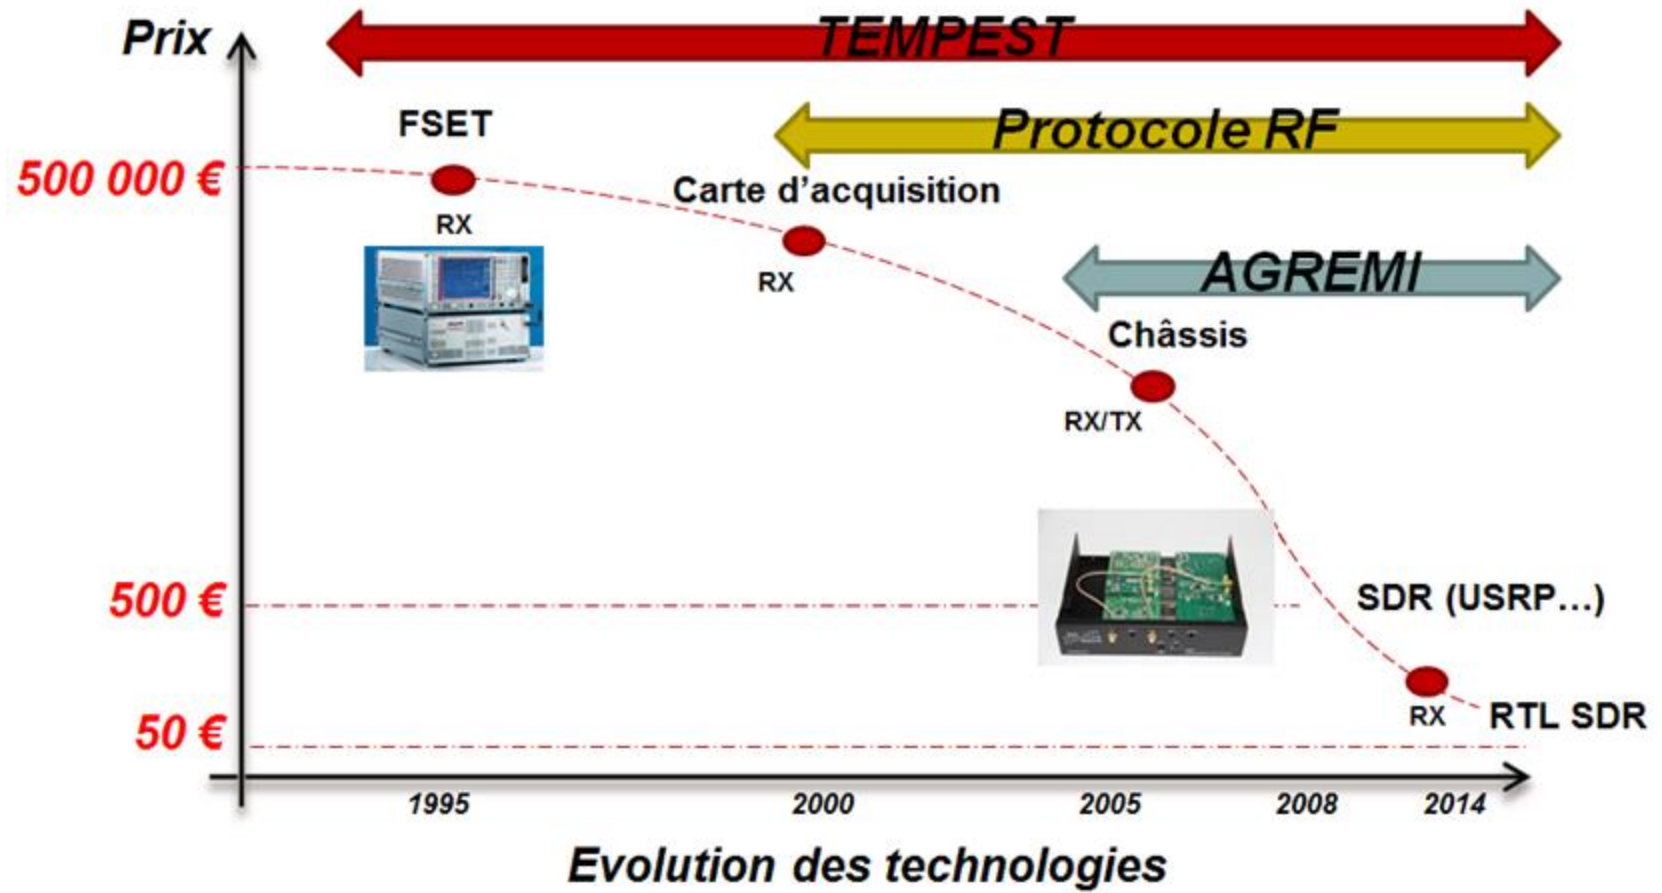 Prix
TEMPEST
FSET
Protocole RF
500 000 €
RX
Carte d'acquisition
RX
AGREMI
Châssis
RX/TX
500 €
SDR (USRP...)
50 €
RX
RTL SDR
1995
2000
2005
2008
2014
Evolution des technologies